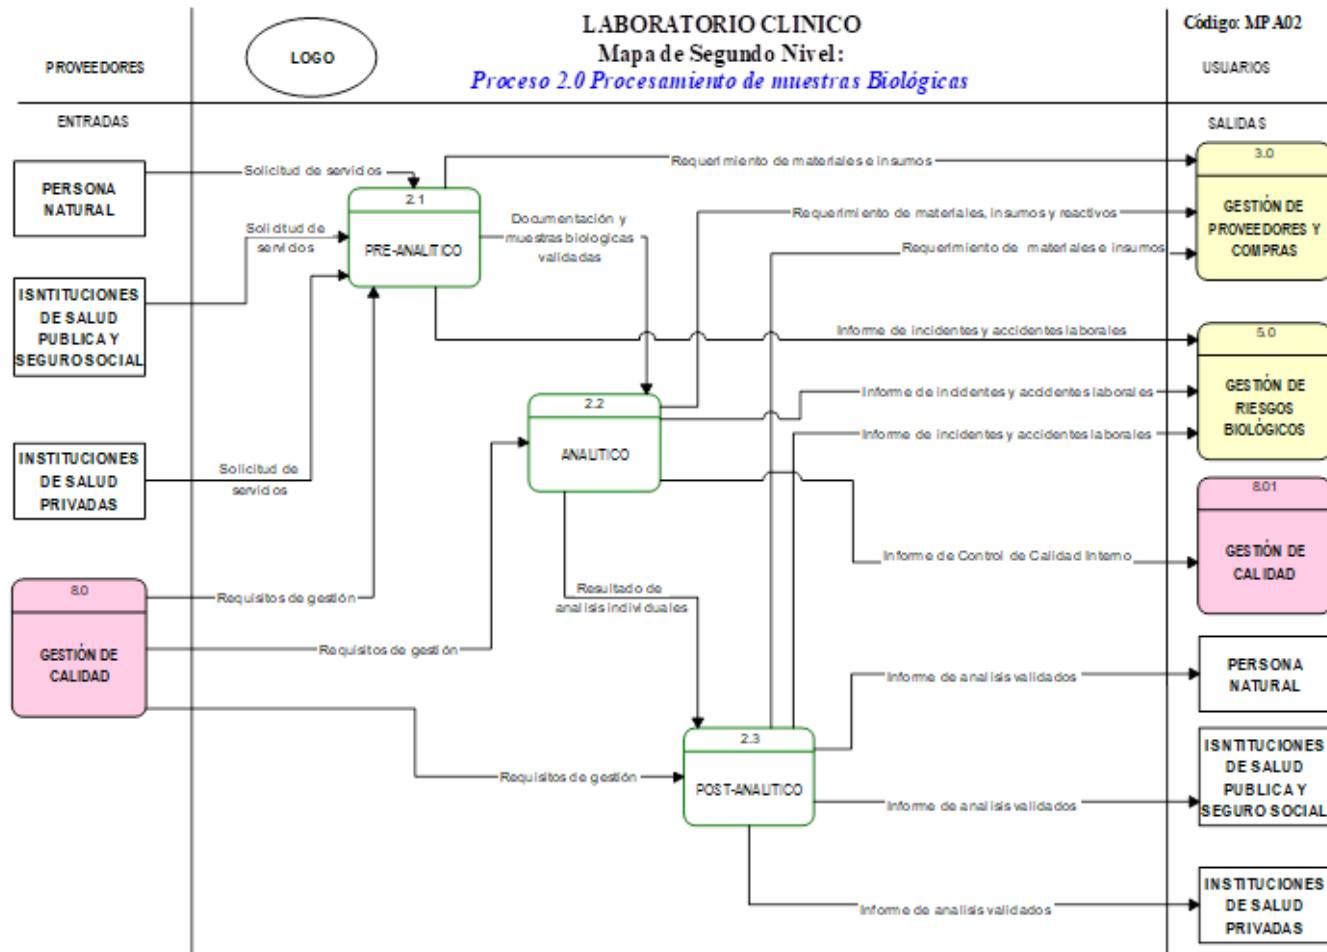 LABORATORIO CLINICO
Mapa de Segundo Nivel:
Proceso 2.0 Procesamiento de muestras Biológicas
Código: MPA02
LOGO
PROVEEDORES
USUARIOS
ENTRADAS
SALIDAS
PERSONA
NATURAL
ISNTITUCIONES
DE SALUD
PUBLICA Y
SEGURO SOCIAL
INSTITUCIONES
DE SALUD
PRIVADAS
8.0
GESTIÓN DE
CALIDAD
Solicitud de servicios
Solicitud de
servicios
Solicitud de
servicios
Requisitos de gestión
Requisitos de gestión
Requisitos de gestión
2.1
PRE-ANALITICO
Documentación y
muestras biologicas
validadas
2.2
ANALITICO
Resultado de
analisis individuales
2.3
POST-ANALITICO
Requerimiento de materiales e insumos
Requerimiento de materiales, insumos y reactivos
Requerimiento de materiales e insumos
Informe de incidentes y accidentes laborales
Informe de incidentes y accidentes laborales
Informe de incidentes y accidentes laborales
Informe de Control de Calidad Interno
Informe de analisis validados
Informe de analisis validados
Informe de analisis validados
3.0
GESTIÓN DE
PROVEEDORES Y
COMPRAS
5.0
GESTIÓN DE
RIESGOS
BIOLÓGICOS
8.01
GESTIÓN DE
CALIDAD
PERSONA
NATURAL
ISNTITUCIONES
DE SALUD
PUBLICA Y
SEGURO SOCIAL
INSTITUCIONES
DE SALUD
PRIVADAS